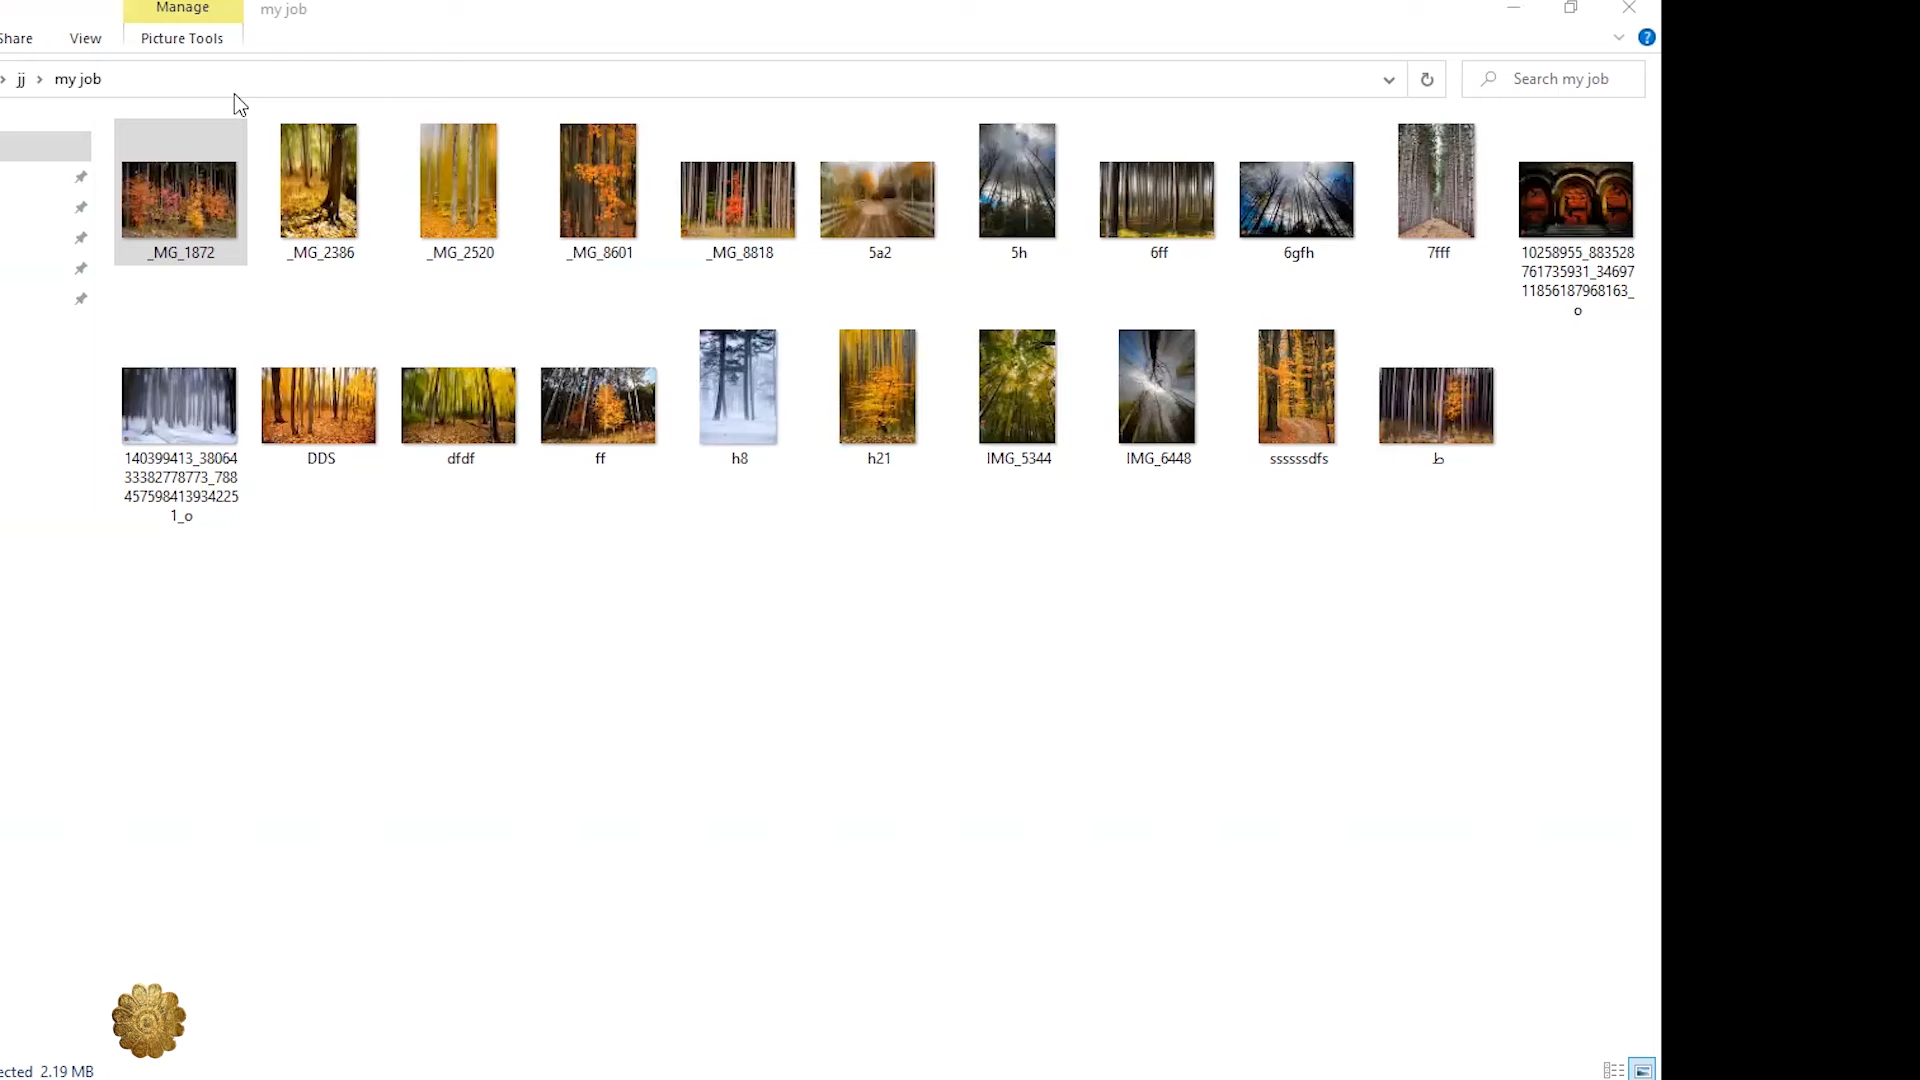 Manage
my job
Share
View
Picture Tools
jj
my job
Search my job
_MG_1872
_MG_2386
_MG_2520
_MG_8601
_MG_8818
5a2
5h
6ff
6gfh
7fff
10258955_883528
761735931_34697
11856187968163_
o
140399413_38064
33382778773_788
457598413934225
1_o
DDS
dfdf
ff
h8
h21
IMG_5344
IMG_6448
ssssssdfs
ط
ected 2.19 MB